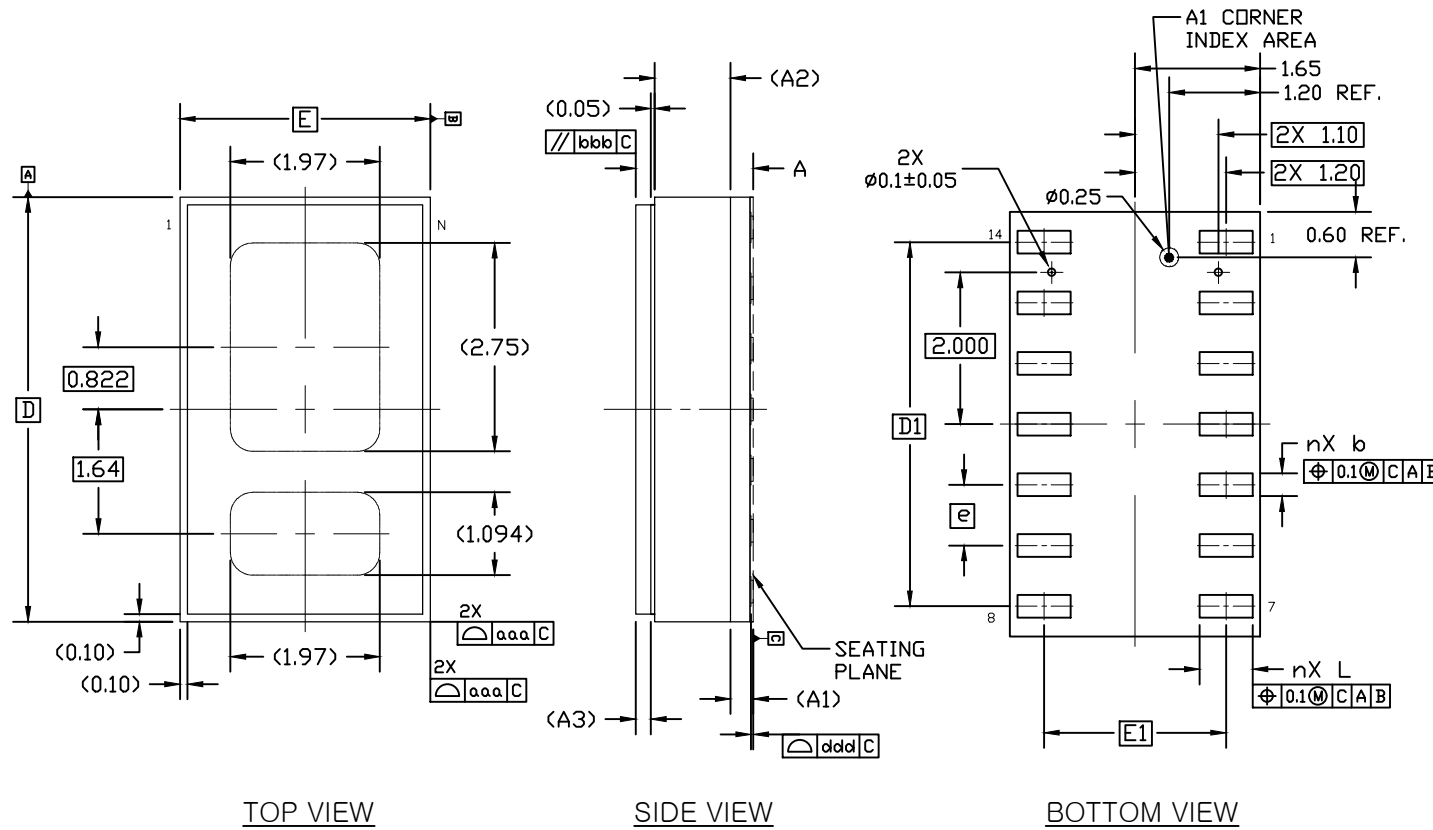 A1 CORNER
INDEX AREA
1.65
1.20 REF.
2X 1.10
2X 1.20
(A2)
(0.05)
// bbb C
A
E
B
(1.97)
2X
ø0.1±0.05
ø0.25
A
1
N
14
1
0.60 REF.
(2.75)
2.000
0.822
D
D1
1.64
nX b
⌖ 0.1Ⓜ C A B
e
(1.094)
2X
⌓ aaa C
8
7
C
SEATING
PLANE
(0.10)
(1.97)
2X
⌓ aaa C
(0.10)
nX L
⌖ 0.1Ⓜ C A B
(A1)
(A3)
E1
⌓ ddd C
TOP VIEW
SIDE VIEW
BOTTOM VIEW